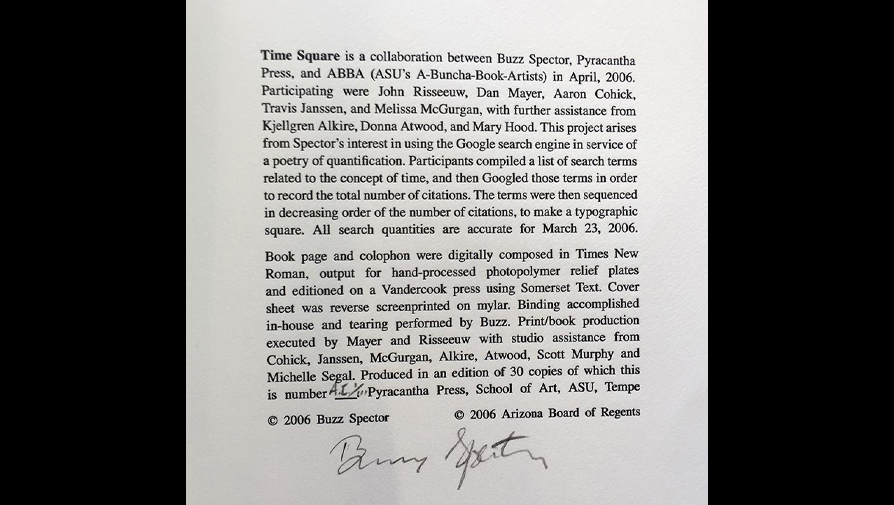 Time Square is a collaboration between Buzz Spector, Pyracantha
Press, and ABBA (ASU's A-Buncha-Book-Artists) in April, 2006.
Participating were John Risseeuw, Dan Mayer, Aaron Cohick,
Travis Janssen, and Melissa McGurgan, with further assistance from
Kjellgren Alkire, Donna Atwood, and Mary Hood. This project arises
from Spector's interest in using the Google search engine in service of
a poetry of quantification. Participants compiled a list of search terms
related to the concept of time, and then Googled those terms in order
to record the total number of citations. The terms were then sequenced
in decreasing order of the number of citations, to make a typographic
square. All search quantities are accurate for March 23, 2006.
Book page and colophon were digitally composed in Times New
Roman, output for hand-processed photopolymer relief plates
and editioned on a Vandercook press using Somerset Text. Cover
sheet was reverse screenprinted on mylar. Binding accomplished
in-house and tearing performed by Buzz. Print/book production
executed by Mayer and Risseeuw with studio assistance from
Cohick, Janssen, McGurgan, Alkire, Atwood, Scott Murphy and
Michelle Segal. Produced in an edition of 30 copies of which this
is number Pyracantha Press, School of Art, ASU, Tempe
© 2006 Buzz Spector © 2006 Arizona Board of Regents